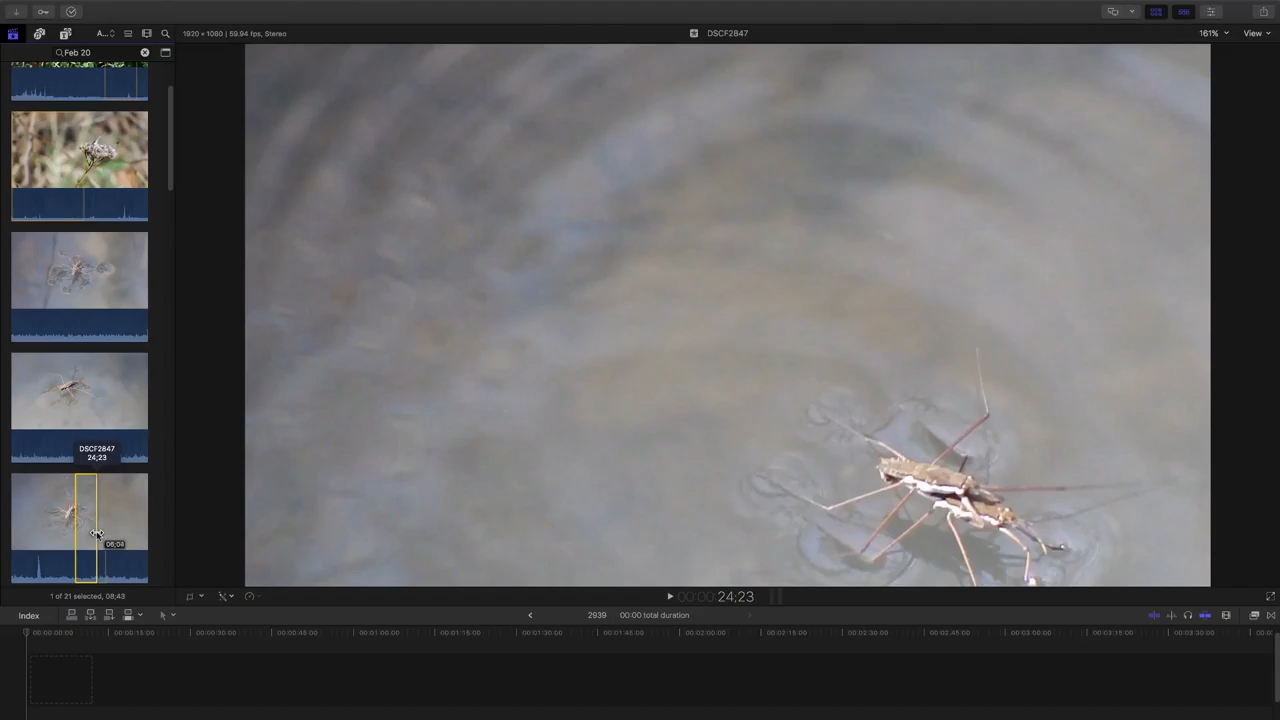 A...
1920 × 1080 | 59.94 fps, Stereo
DSCF2847
161%
View
Feb 20
DSCF2847
24;23
06;04
1 of 21 selected, 08;43
00:00:00:24;23
Index
2939
00:00 total duration
00:00:00:00
00:00:15:00
00:00:30:00
00:00:45:00
00:01:00:00
00:01:15:00
00:01:30:00
00:01:45:00
00:02:00:00
00:02:15:00
00:02:30:00
00:02:45:00
00:03:00:00
00:03:15:00
00:03:30:00